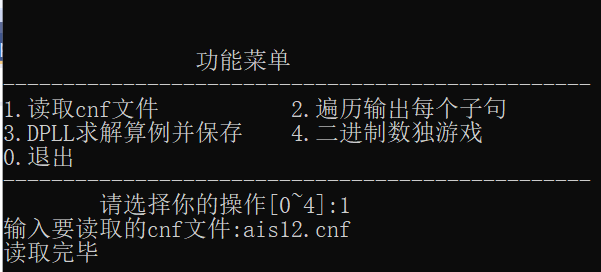 功能菜单
--------------------------------------------------
1.读取cnf文件 2.遍历输出每个子句
3.DPLL求解算例并保存 4.二进制数独游戏
0.退出
--------------------------------------------------
请选择你的操作[0~4]:1
输入要读取的cnf文件:ais12.cnf
读取完毕